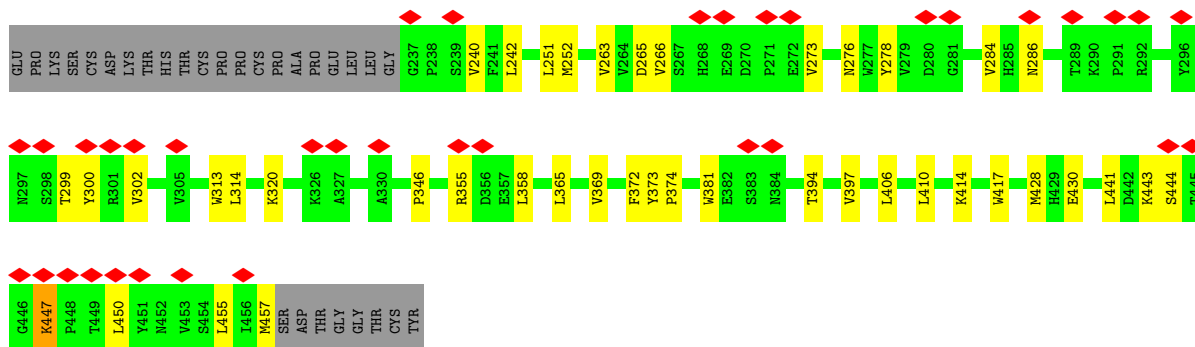 GLU PRO LYS SER CYS ASP LYS THR HIS THR CYS PRO PRO CYS PRO ALA PRO GLU LEU LEU GLY G237 P238 S239 V240 F241 L242 L251 M252 V263 V264 D265 V266 S267 H268 E269 D270 P271 E272 V273 N276 W277 Y278 V279 D280 G281 V284 H285 N286 T289 K290 P291 R292 Y296
N297 S298 T299 Y300 R301 V302 V305 W313 L314 K320 K326 A327 A330 P346 R355 D356 E357 L358 L365 V369 F372 Y373 P374 W381 E382 S383 N384 T394 V397 L406 L410 K414 W417 M428 H429 E430 L441 D442 K443 S444 T445
G446 K447 P448 T449 L450 Y451 N452 V453 S454 L455 I456 M457 SER ASP THR GLY GLY THR CYS TYR